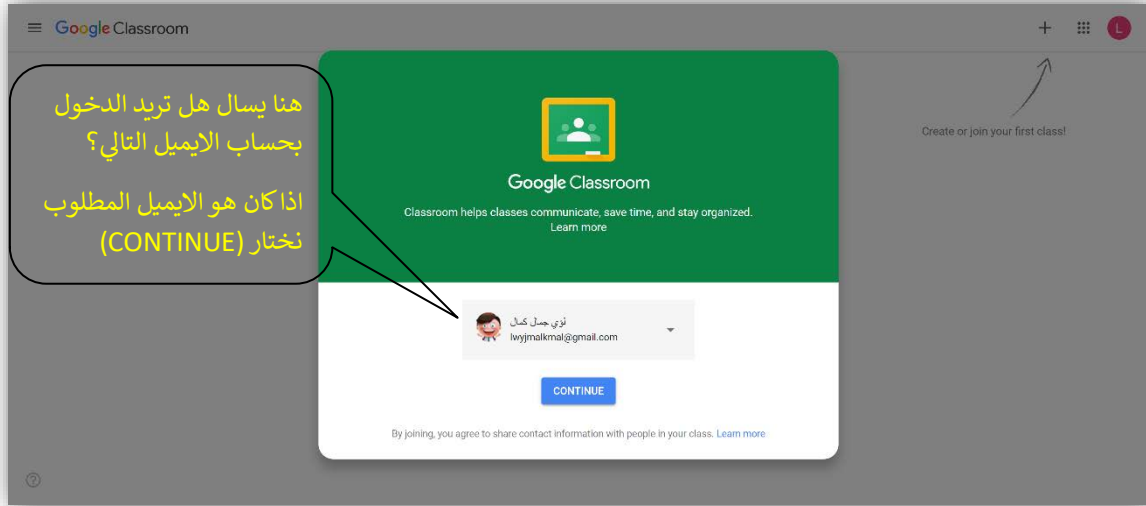 Google Classroom
L
هنا يسال هل تريد الدخول
بحساب الايميل التالي؟
اذا كان هو الايميل المطلوب
نختار (CONTINUE)
Create or join your first class!
Google Classroom
Classroom helps classes communicate, save time, and stay organized.
Learn more
لؤي جمال كمال
lwyjmalkmal@gmail.com
CONTINUE
By joining, you agree to share contact information with people in your class. Learn more
?